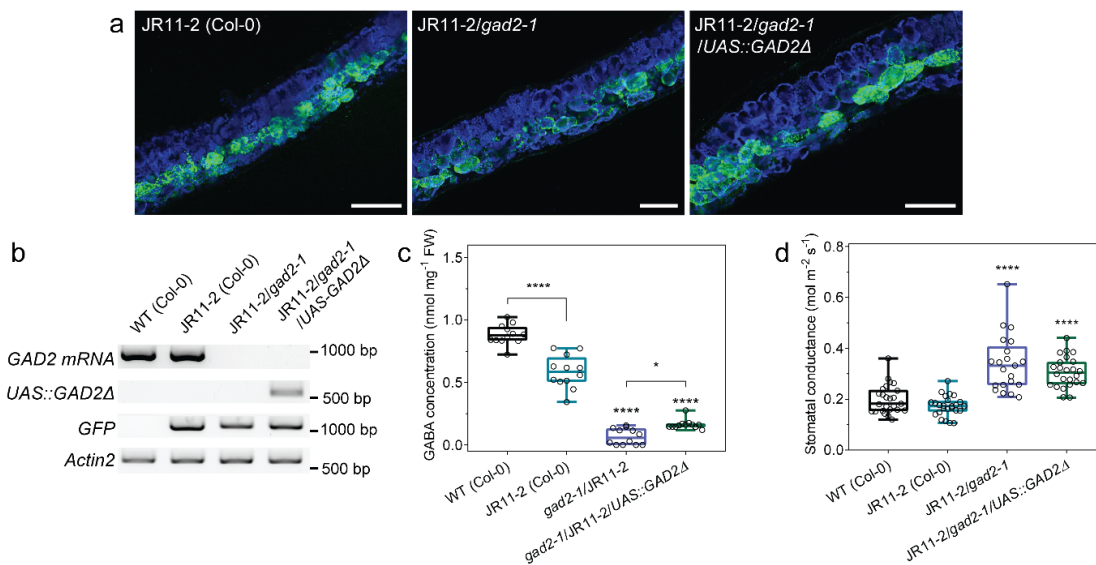 a
JR11-2 (Col-0)
JR11-2/gad2-1
JR11-2/gad2-1
/UAS::GAD2Δ
b
WT (Col-0)
JR11-2 (Col-0)
JR11-2/gad2-1
JR11-2/gad2-1
/UAS-GAD2Δ
GAD2 mRNA
1000 bp
UAS::GAD2Δ
500 bp
GFP
1000 bp
Actin2
500 bp
c
GABA concentration (nmol mg-1 FW)
1.5
1.0
0.5
0.0
****
*
****
****
WT (Col-0)
JR11-2 (Col-0)
gad2-1/JR11-2
gad2-1/JR11-2/UAS::GAD2Δ
d
Stomatal conductance (mol m-2 s-1)
0.8
0.6
0.4
0.2
0.0
****
****
WT (Col-0)
JR11-2 (Col-0)
JR11-2/gad2-1
JR11-2/gad2-1/UAS::GAD2Δ